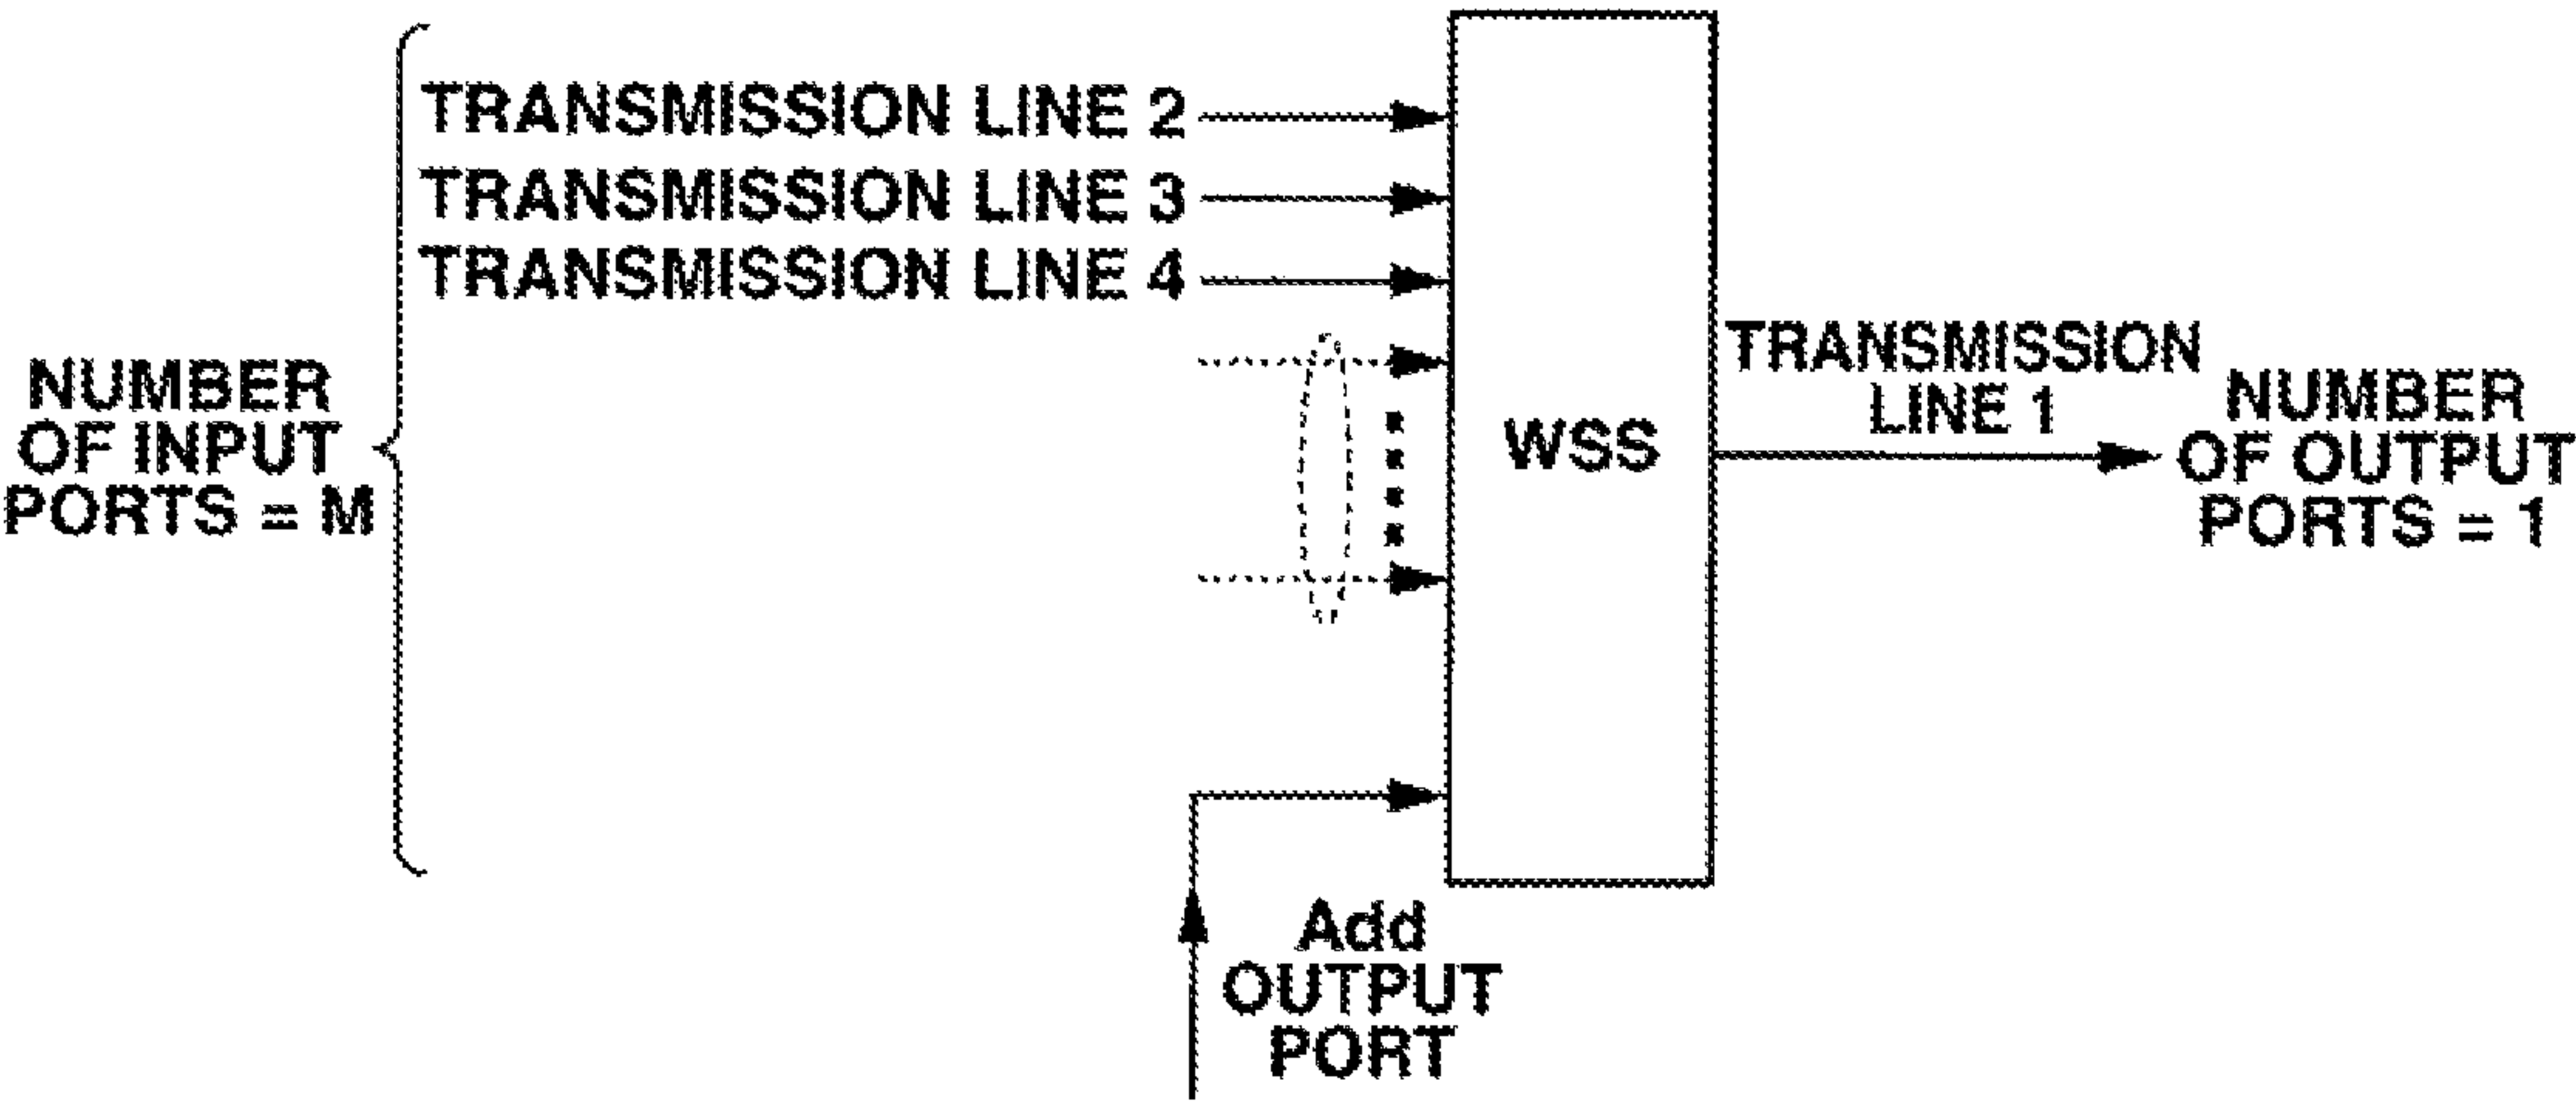 TRANSMISSION LINE 2
TRANSMISSION LINE 3
TRANSMISSION LINE 4
NUMBER
OF INPUT
PORTS = M
WSS
TRANSMISSION
LINE 1
NUMBER
OF OUTPUT
PORTS = 1
Add
OUTPUT
PORT